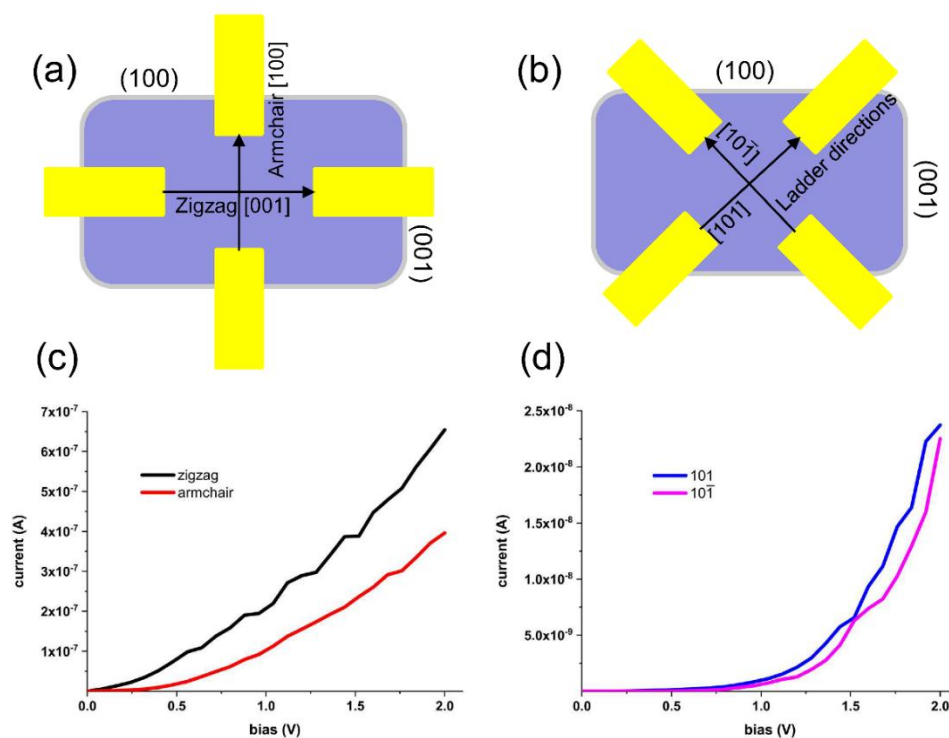 (a)
(100)
Armchair [100]
Zigzag [001]
(001)
(b)
(100)
[101̅]
Ladder directions
[101]
(001)
(c)
7x10⁻⁷
6x10⁻⁷
5x10⁻⁷
4x10⁻⁷
3x10⁻⁷
2x10⁻⁷
1x10⁻⁷
current (A)
zigzag
armchair
0.0 0.5 1.0 1.5 2.0
bias (V)
(d)
2.5x10⁻⁸
2.0x10⁻⁸
1.5x10⁻⁸
1.0x10⁻⁸
5.0x10⁻⁹
current (A)
101
101̅
0.0 0.5 1.0 1.5 2.0
bias (V)